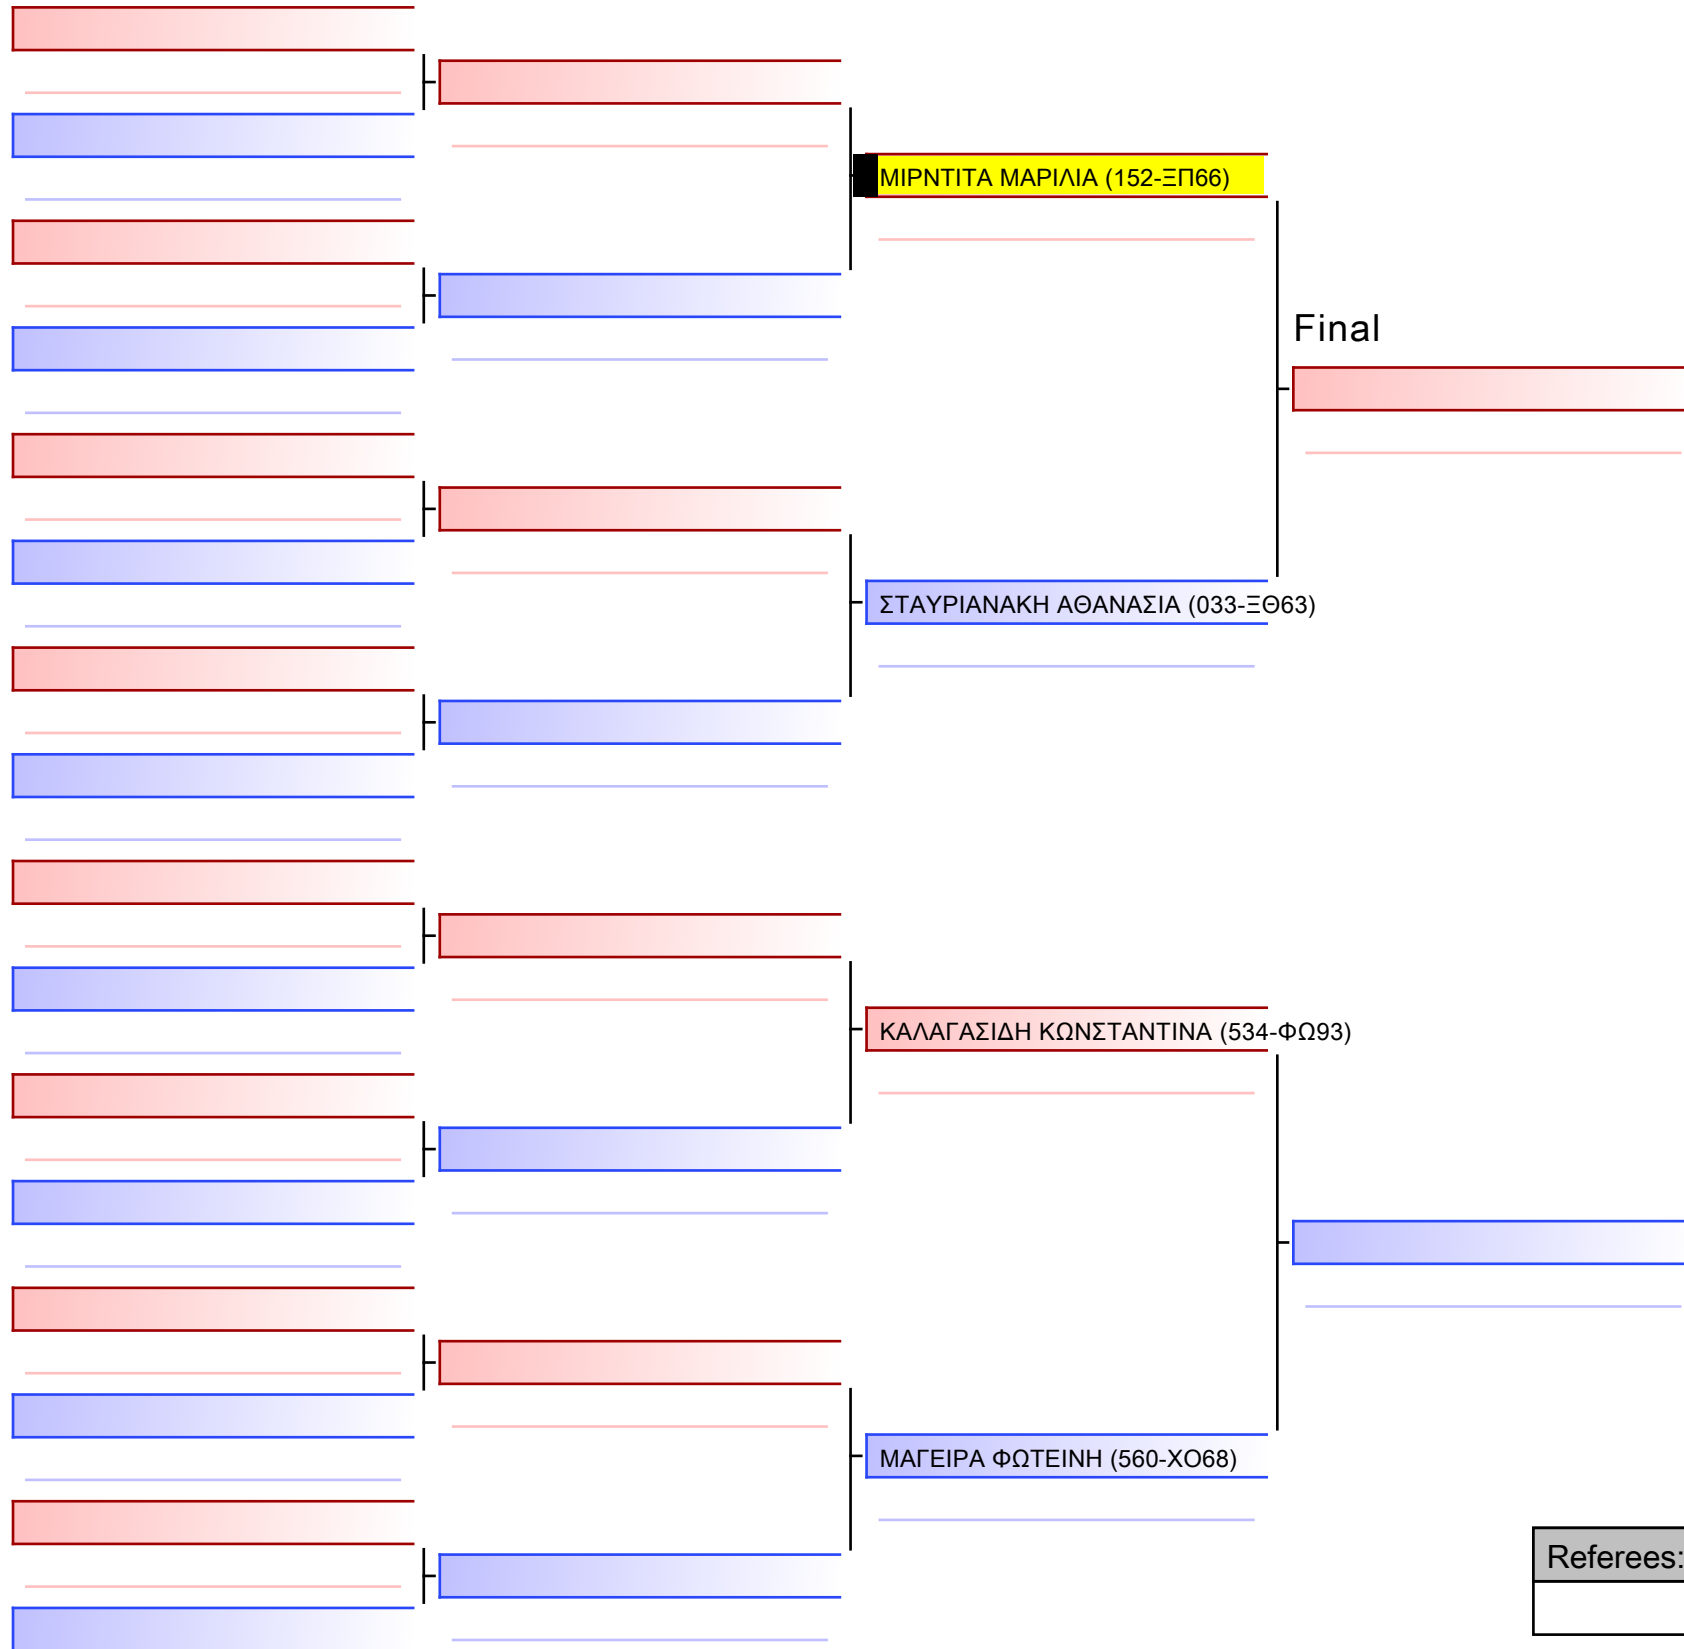 ΜΙΡΝΤΙΤΑ ΜΑΡΙΛΙΑ (152-ΞΠ66)
Final
ΣΤΑΥΡΙΑΝΑΚΗ ΑΘΑΝΑΣΙΑ (033-ΞΘ63)
ΚΑΛΑΓΑΣΙΔΗ ΚΩΝΣΤΑΝΤΙΝΑ (534-ΦΩ93)
ΜΑΓΕΙΡΑ ΦΩΤΕΙΝΗ (560-ΧΟ68)
Referees: